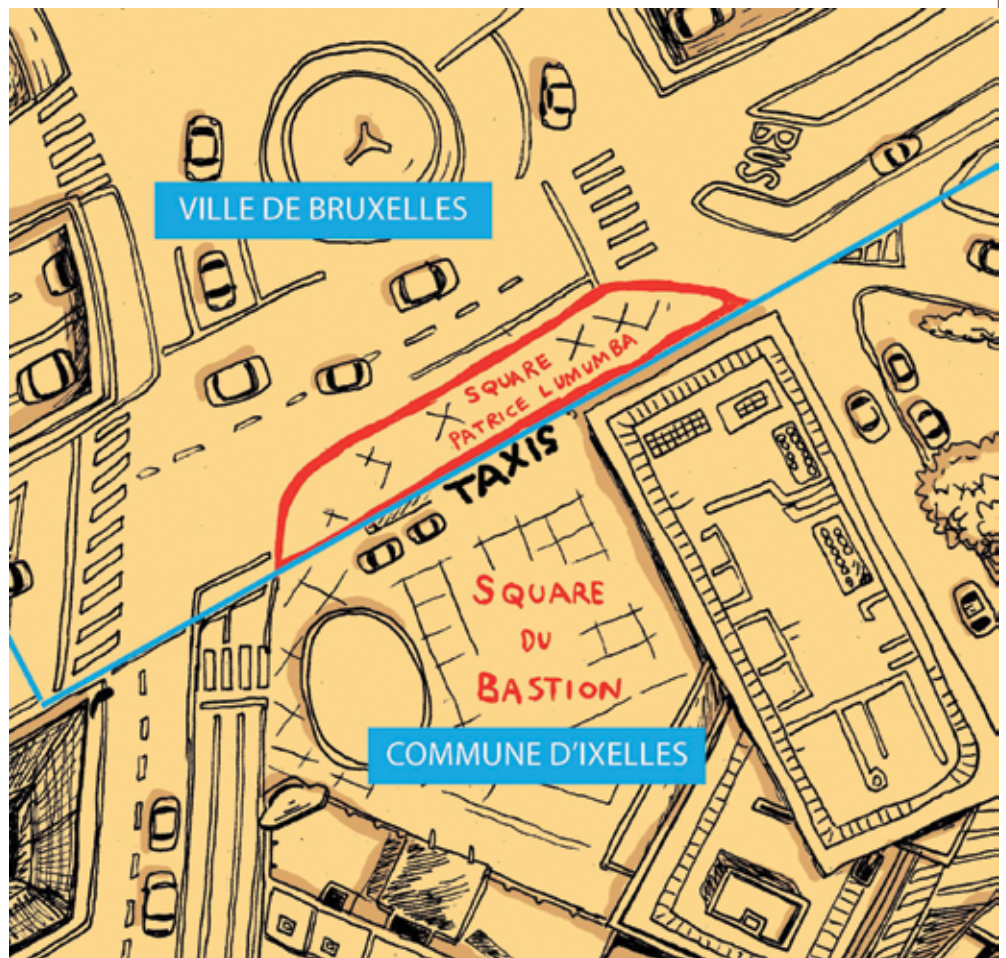 BUS
VILLE DE BRUXELLES
SQUARE
PATRICE LUMUMBA
TAXIS
SQUARE
DU
BASTION
COMMUNE D'IXELLES